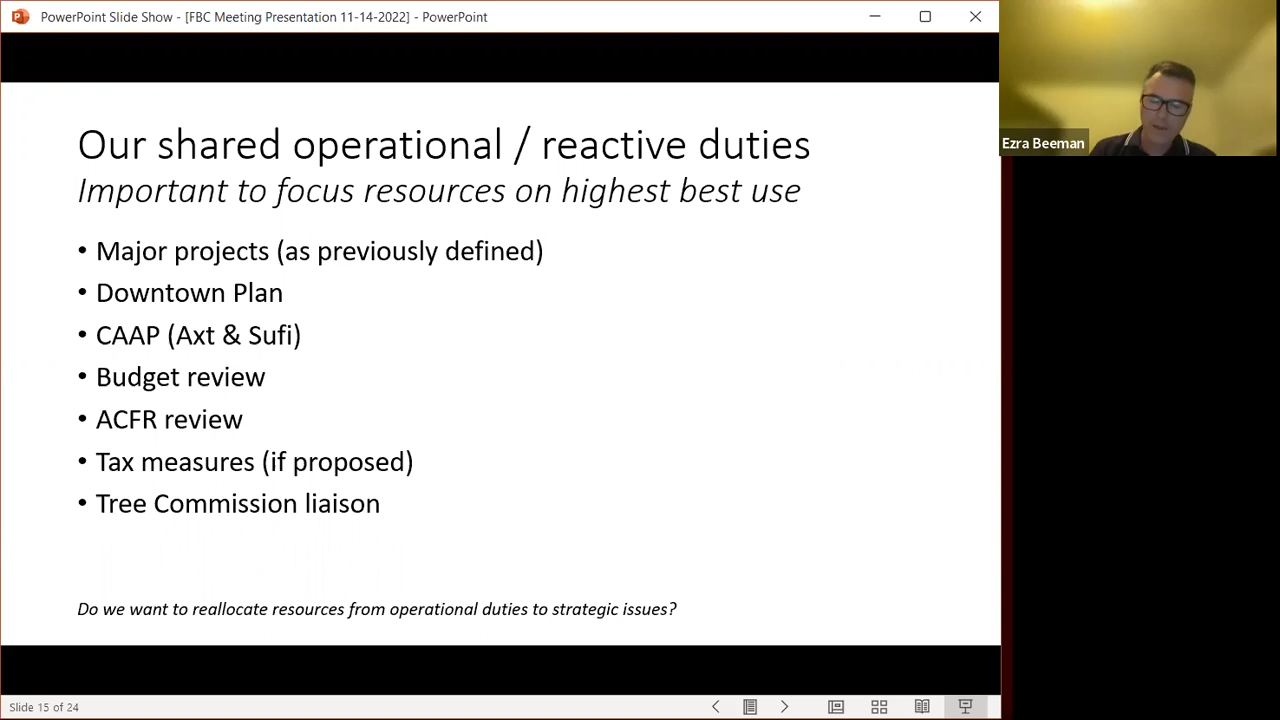 PowerPoint Slide Show - [FBC Meeting Presentation 11-14-2022] - PowerPoint
Ezra Beeman
Our shared operational / reactive duties
Important to focus resources on highest best use
• Major projects (as previously defined)
• Downtown Plan
• CAAP (Axt & Sufi)
• Budget review
• ACFR review
• Tax measures (if proposed)
• Tree Commission liaison
Do we want to reallocate resources from operational duties to strategic issues?
Slide 15 of 24